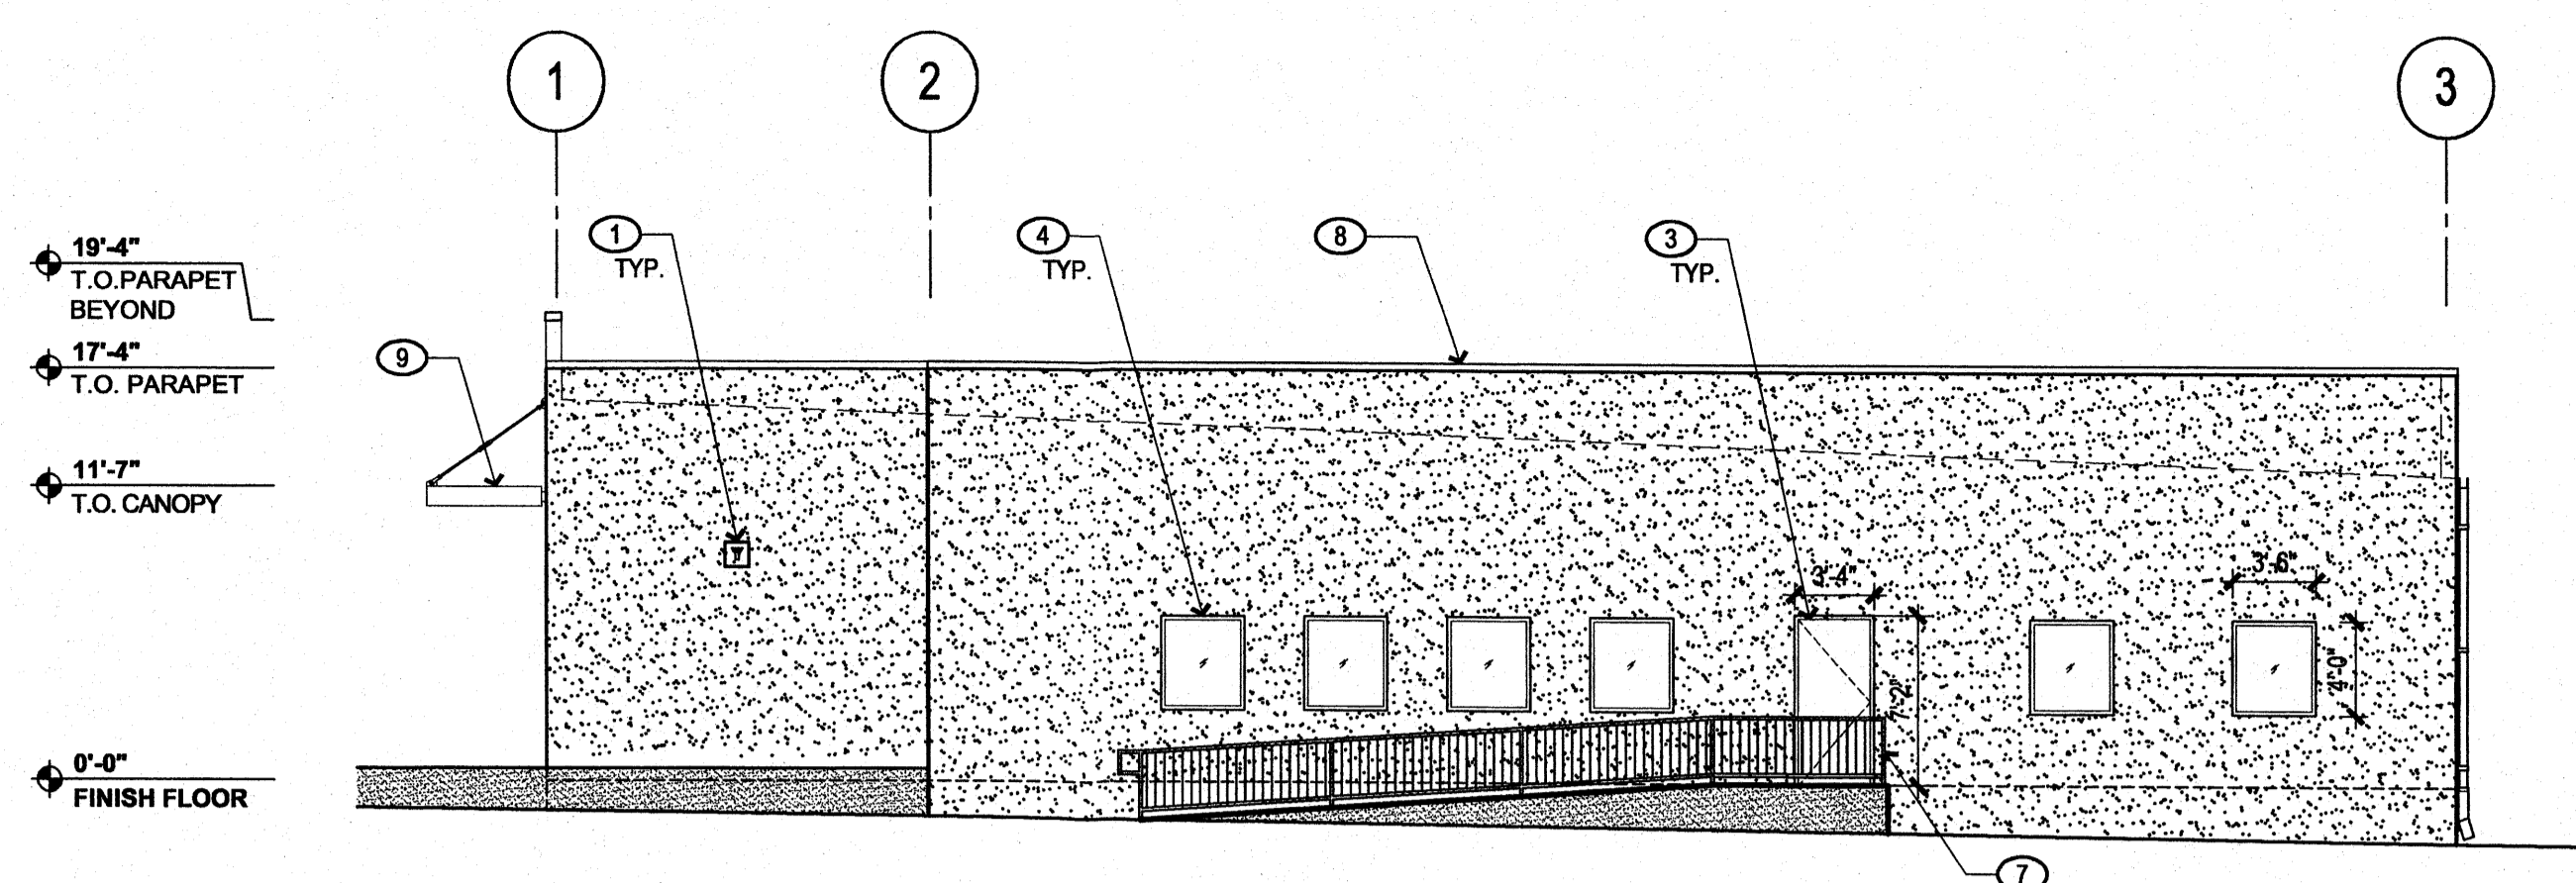 1
2
3
19'-4"
T.O.PARAPET
BEYOND
17'-4"
T.O. PARAPET
11'-7"
T.O. CANOPY
0'-0"
FINISH FLOOR
9
1
TYP.
4
TYP.
8
3
TYP.
3'-4"
7'-2"
3'-6"
4'-0"
7